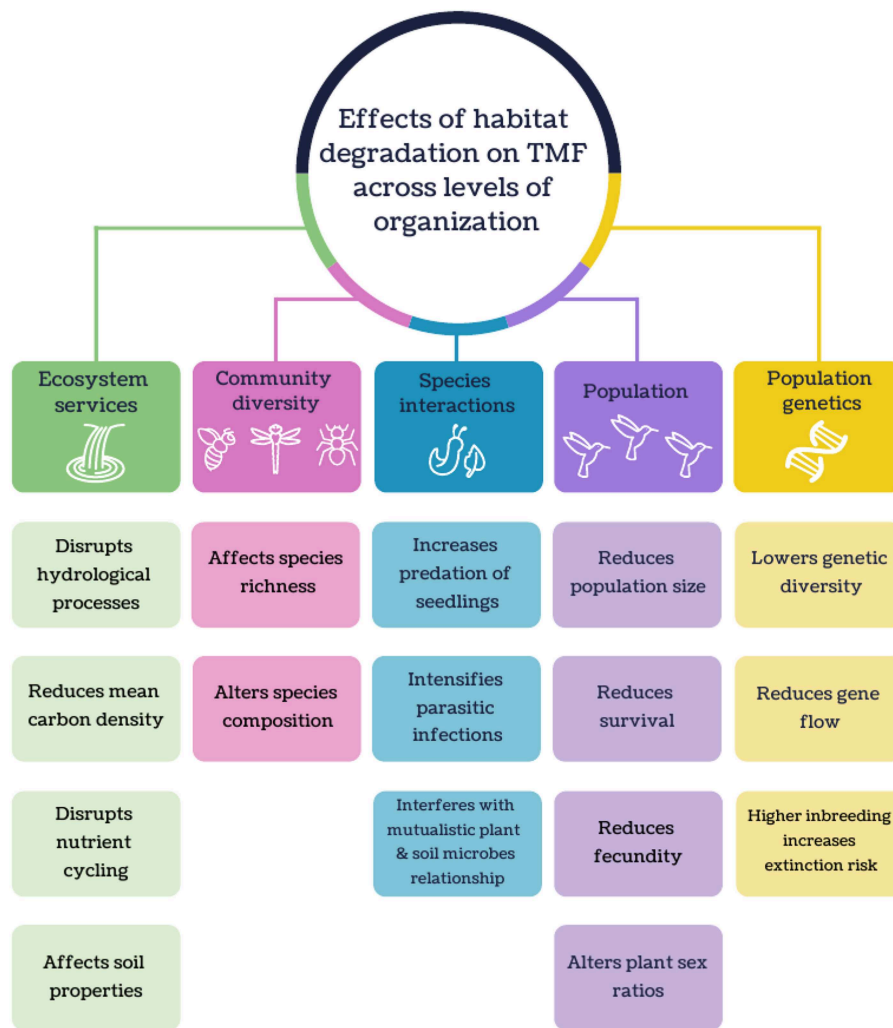 Effects of habitat
degradation on TMF
across levels of
organization
Ecosystem
services
Community
diversity
Species
interactions
Population
Population
genetics
Disrupts
hydrological
processes
Affects species
richness
Increases
predation of
seedlings
Reduces
population size
Lowers genetic
diversity
Reduces mean
carbon density
Alters species
composition
Intensifies
parasitic
infections
Reduces
survival
Reduces gene
flow
Disrupts
nutrient
cycling
Interferes with
mutualistic plant
& soil microbes
relationship
Reduces
fecundity
Higher inbreeding
increases
extinction risk
Affects soil
properties
Alters plant sex
ratios